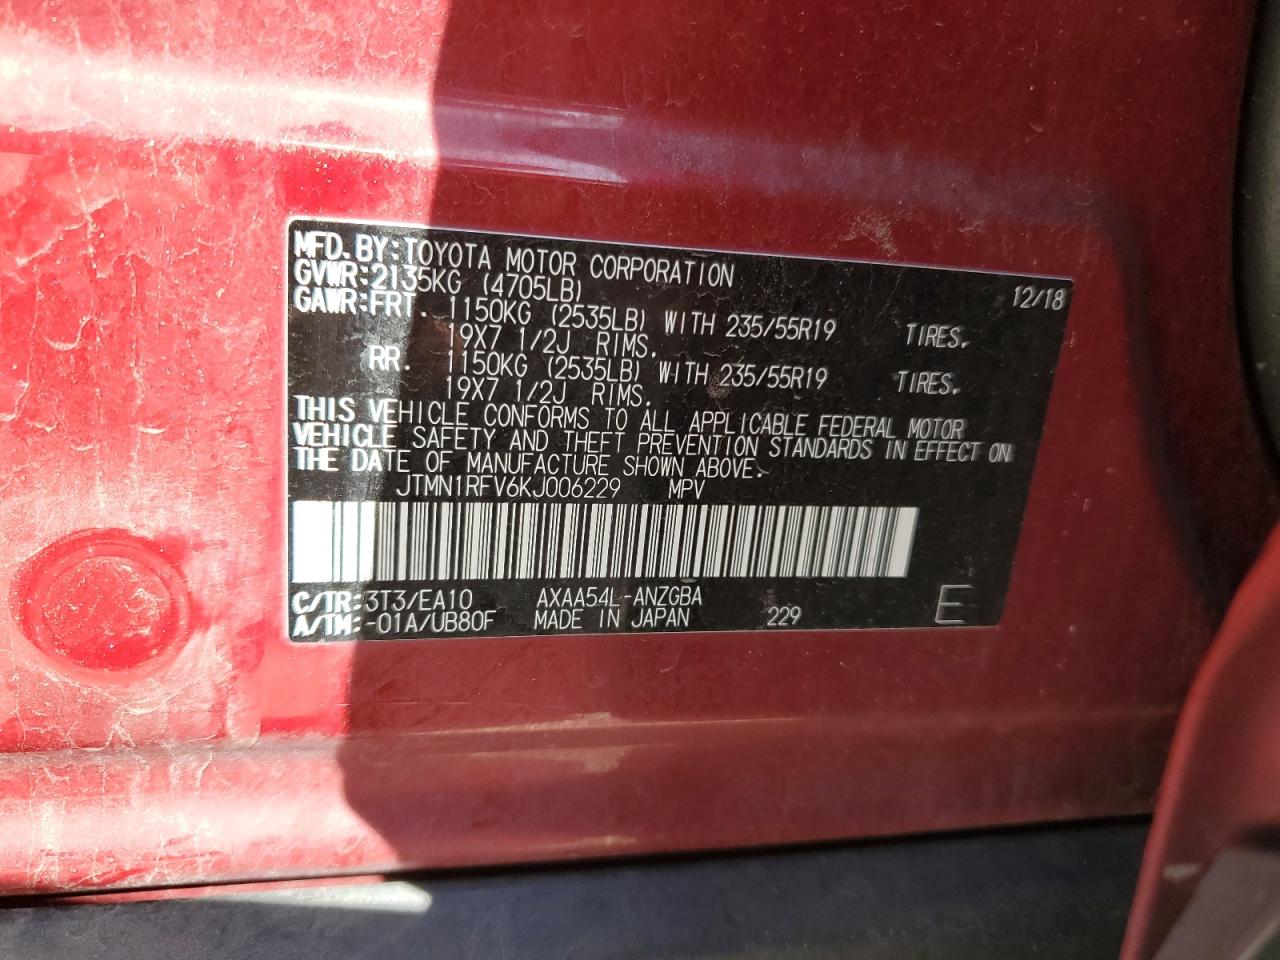 MFD.BY:TOYOTA MOTOR CORPORATION 12/18
GVWR:2135KG (4705LB)
GAWR:FRT. 1150KG (2535LB) WITH 235/55R19 TIRES.
19X7 1/2J RIMS.
RR. 1150KG (2535LB) WITH 235/55R19 TIRES.
19X7 1/2J RIMS.
THIS VEHICLE CONFORMS TO ALL APPLICABLE FEDERAL MOTOR
VEHICLE SAFETY AND THEFT PREVENTION STANDARDS IN EFFECT ON
THE DATE OF MANUFACTURE SHOWN ABOVE.
JTMN1RFV6KJ006229 MPV
C/TR:3T3/EA10 AXAA54L-ANZGBA
A/TM:-01A/UB80F MADE IN JAPAN 229 E